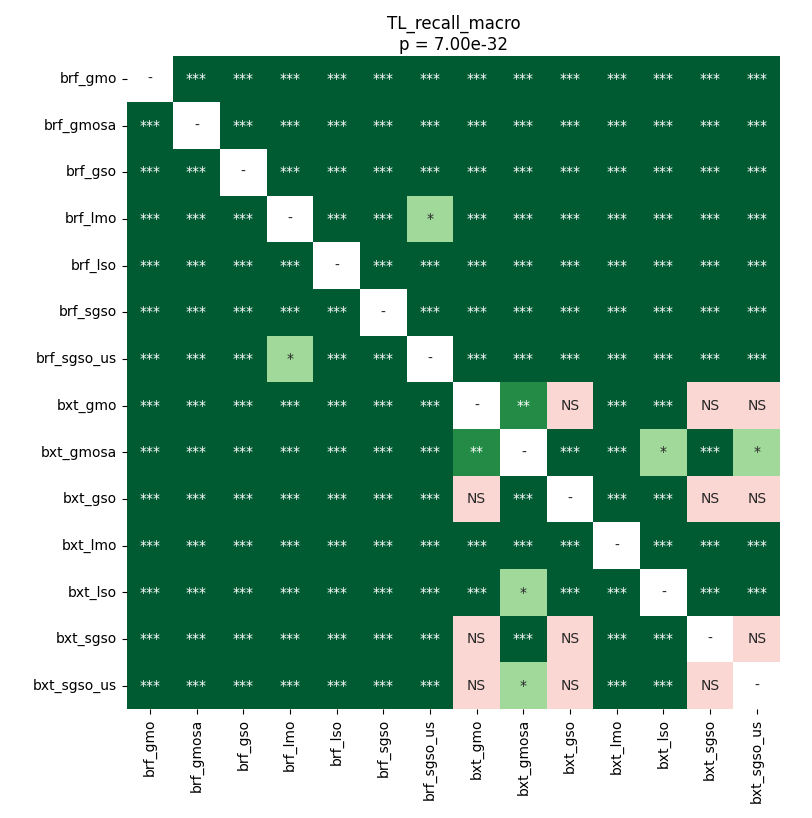 TL_recall_macro
p = 7.00e-32
brf_gmo - *** *** *** *** *** *** *** *** *** *** *** *** ***
brf_gmosa *** - *** *** *** *** *** *** *** *** *** *** *** ***
brf_gso *** *** - *** *** *** *** *** *** *** *** *** *** ***
brf_lmo *** *** *** - *** *** * *** *** *** *** *** *** ***
brf_lso *** *** *** *** - *** *** *** *** *** *** *** *** ***
brf_sgso *** *** *** *** *** - *** *** *** *** *** *** *** ***
brf_sgso_us *** *** *** * *** *** - *** *** *** *** *** *** ***
bxt_gmo *** *** *** *** *** *** *** - ** NS *** *** NS NS
bxt_gmosa *** *** *** *** *** *** *** ** - *** *** * *** *
bxt_gso *** *** *** *** *** *** *** NS *** - *** *** NS NS
bxt_lmo *** *** *** *** *** *** *** *** *** *** - *** *** ***
bxt_lso *** *** *** *** *** *** *** *** * *** *** - *** ***
bxt_sgso *** *** *** *** *** *** *** NS *** NS *** *** - NS
bxt_sgso_us *** *** *** *** *** *** *** NS * NS *** *** NS -
brf_gmo brf_gmosa brf_gso brf_lmo brf_lso brf_sgso brf_sgso_us bxt_gmo bxt_gmosa bxt_gso bxt_lmo bxt_lso bxt_sgso bxt_sgso_us